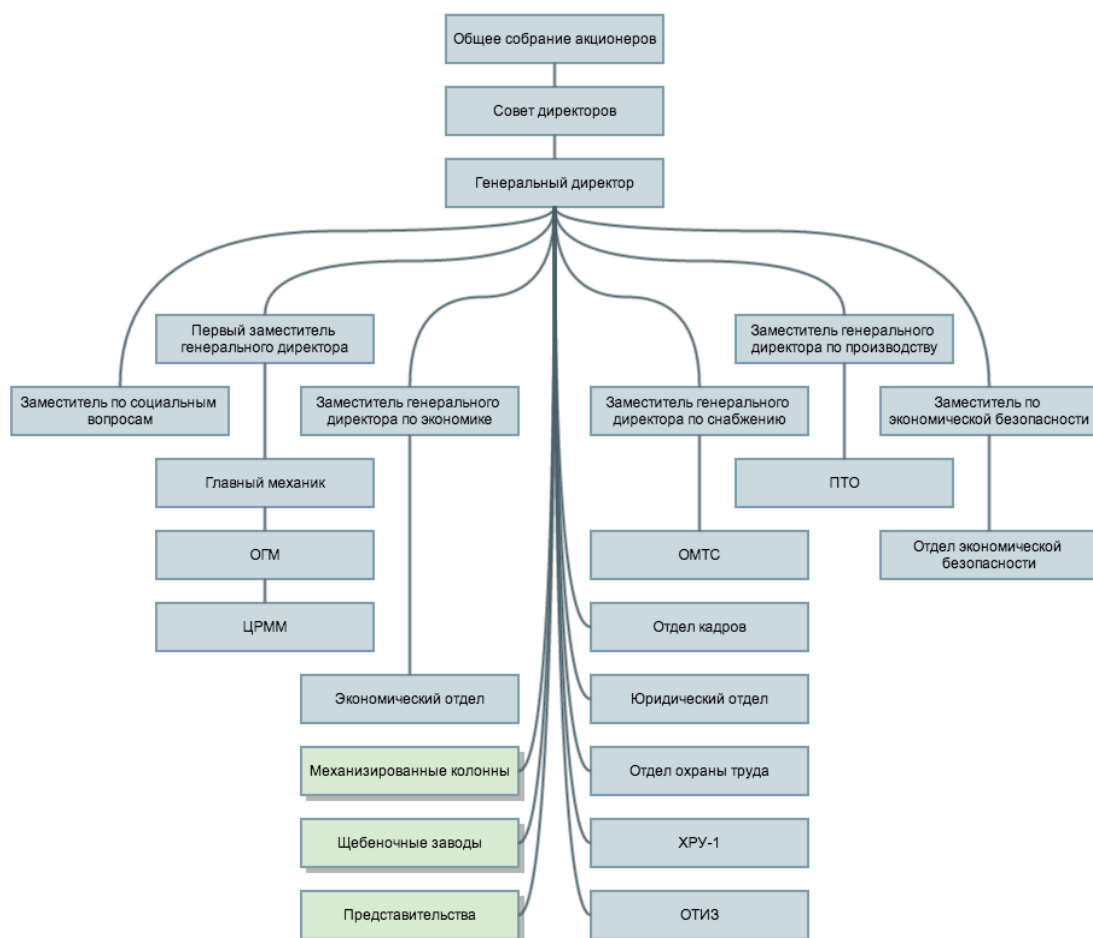 Общее собрание акционеров
Совет директоров
Генеральный директор
Первый заместитель
генерального директора
Заместитель генерального
директора по производству
Заместитель по социальным
вопросам
Заместитель генерального
директора по экономике
Заместитель генерального
директора по снабжению
Заместитель по
экономической безопасности
Главный механик
ПТО
ОГМ
ОМТС
Отдел экономической
безопасности
ЦРММ
Отдел кадров
Экономический отдел
Юридический отдел
Механизированные колонны
Отдел охраны труда
Щебеночные заводы
ХРУ-1
Представительства
ОТИЗ